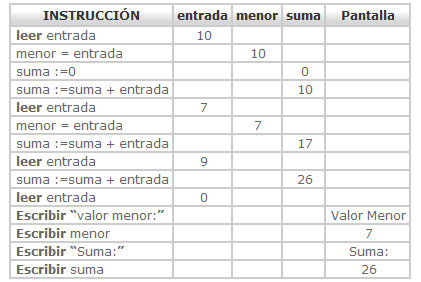 INSTRUCCIÓN entrada menor suma Pantalla
leer entrada 10
menor = entrada 10
suma :=0 0
suma :=suma + entrada 10
leer entrada 7
menor = entrada 7
suma :=suma + entrada 17
leer entrada 9
suma :=suma + entrada 26
leer entrada 0
Escribir “valor menor:” Valor Menor
Escribir menor 7
Escribir “Suma:” Suma:
Escribir suma 26